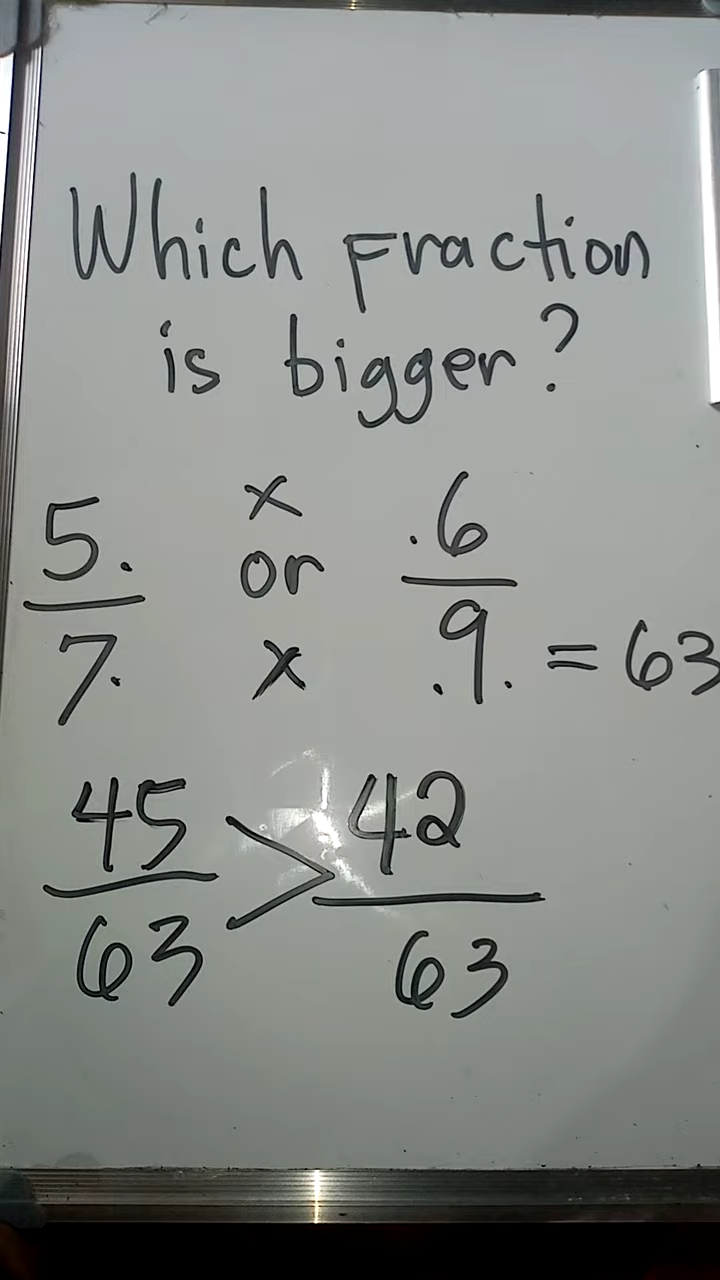 Which Fraction
is bigger?
5. x .6
or
7. x .9. = 63
45 > 42
63 63